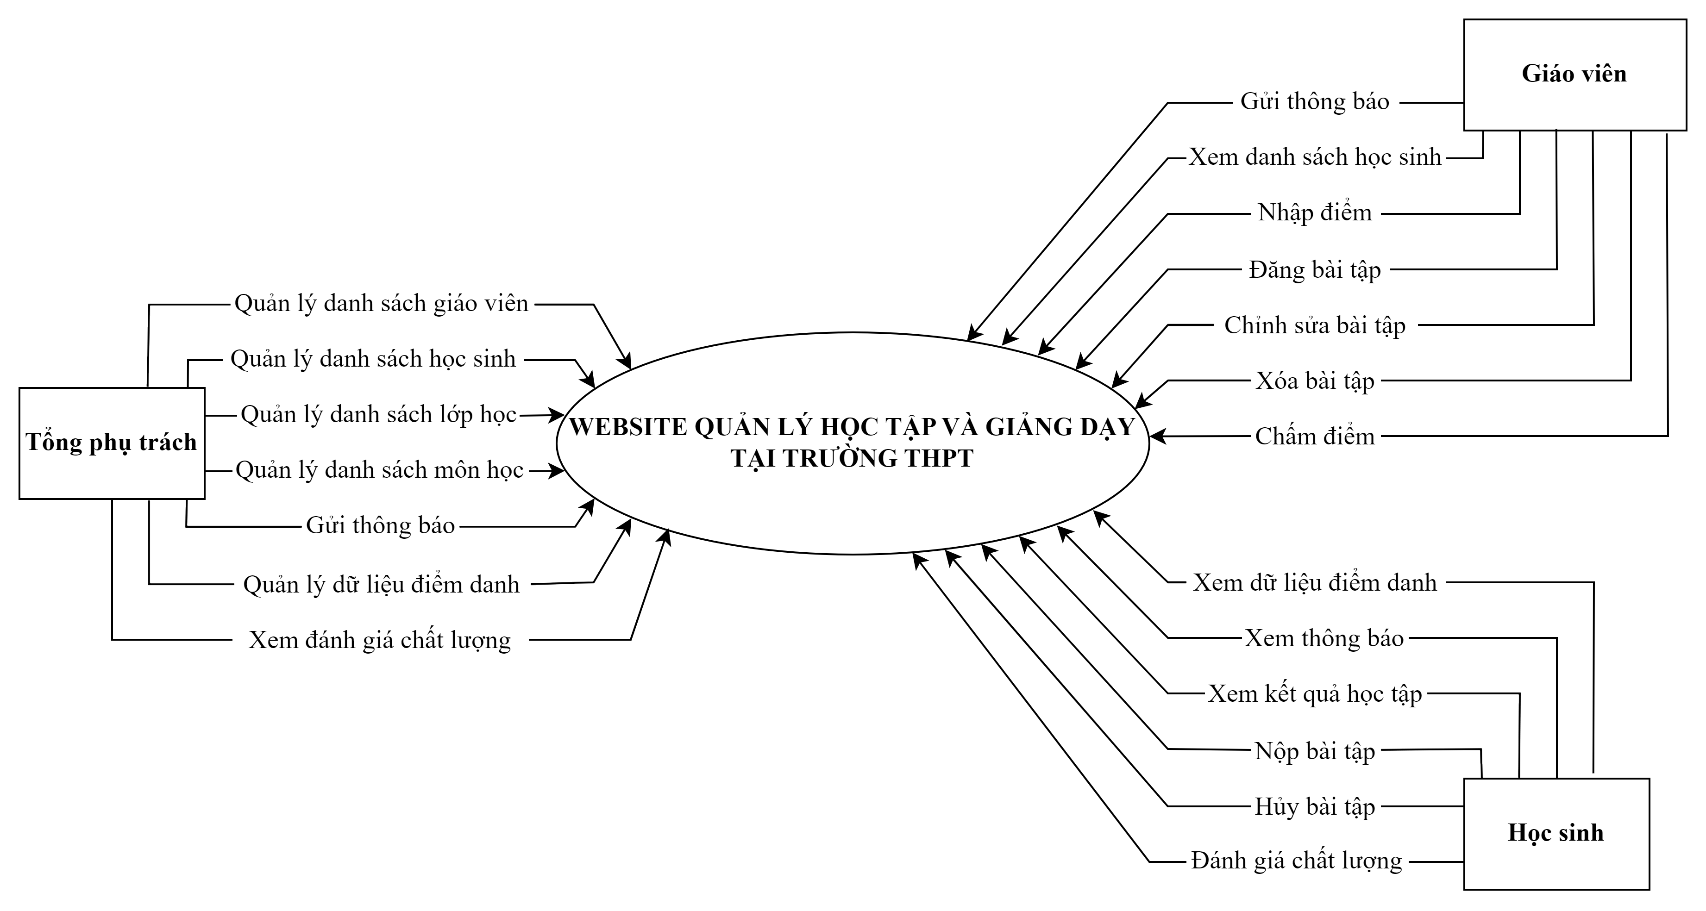 Giáo viên
Gửi thông báo
Xem danh sách học sinh
Nhập điểm
Đăng bài tập
Chỉnh sửa bài tập
Xóa bài tập
Chấm điểm
Quản lý danh sách giáo viên
Quản lý danh sách học sinh
Quản lý danh sách lớp học
Tổng phụ trách
Quản lý danh sách môn học
Gửi thông báo
Quản lý dữ liệu điểm danh
Xem đánh giá chất lượng
WEBSITE QUẢN LÝ HỌC TẬP VÀ GIẢNG DẠY
TẠI TRƯỜNG THPT
Xem dữ liệu điểm danh
Xem thông báo
Xem kết quả học tập
Nộp bài tập
Hủy bài tập
Đánh giá chất lượng
Học sinh